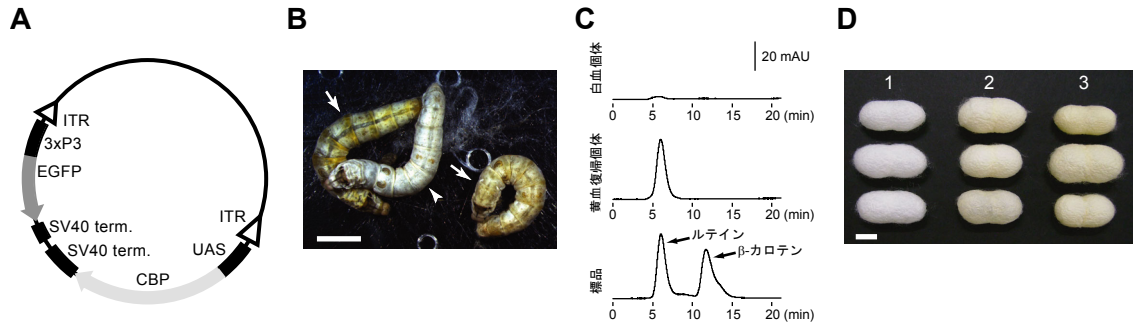 A
ITR
3xP3
EGFP
SV40 term.
SV40 term.
CBP
UAS
ITR
B
C
20 mAU
白血個体
0 5 10 15 20 (min)
黄血復帰個体
0 5 10 15 20 (min)
ルテイン
β-カロテン
標品
0 5 10 15 20 (min)
D
1 2 3